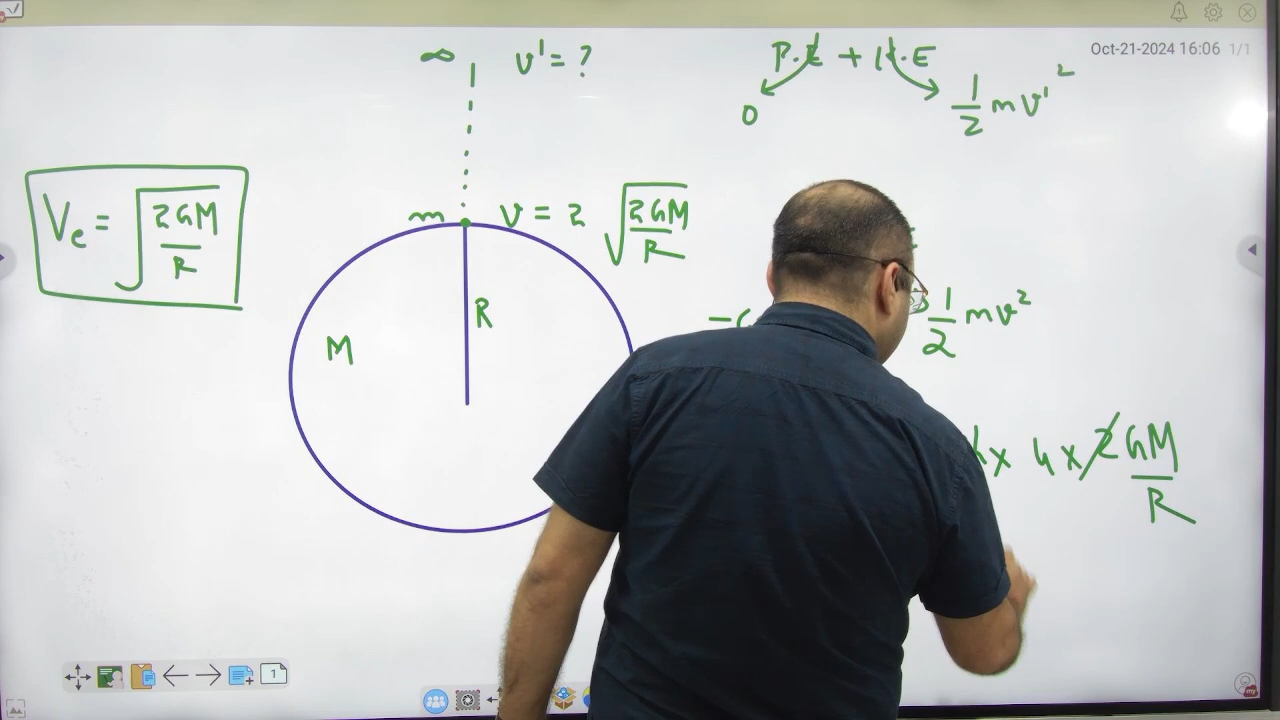 Oct-21-2024 16:06 1/1
∞ v' = ?
P.E + K.E
0 1/2 mv'²
Ve = √(2GM/R)
m v = 2 √(2GM/R)
R
M
1/2 mv²
x 4 x 2GM/R
1